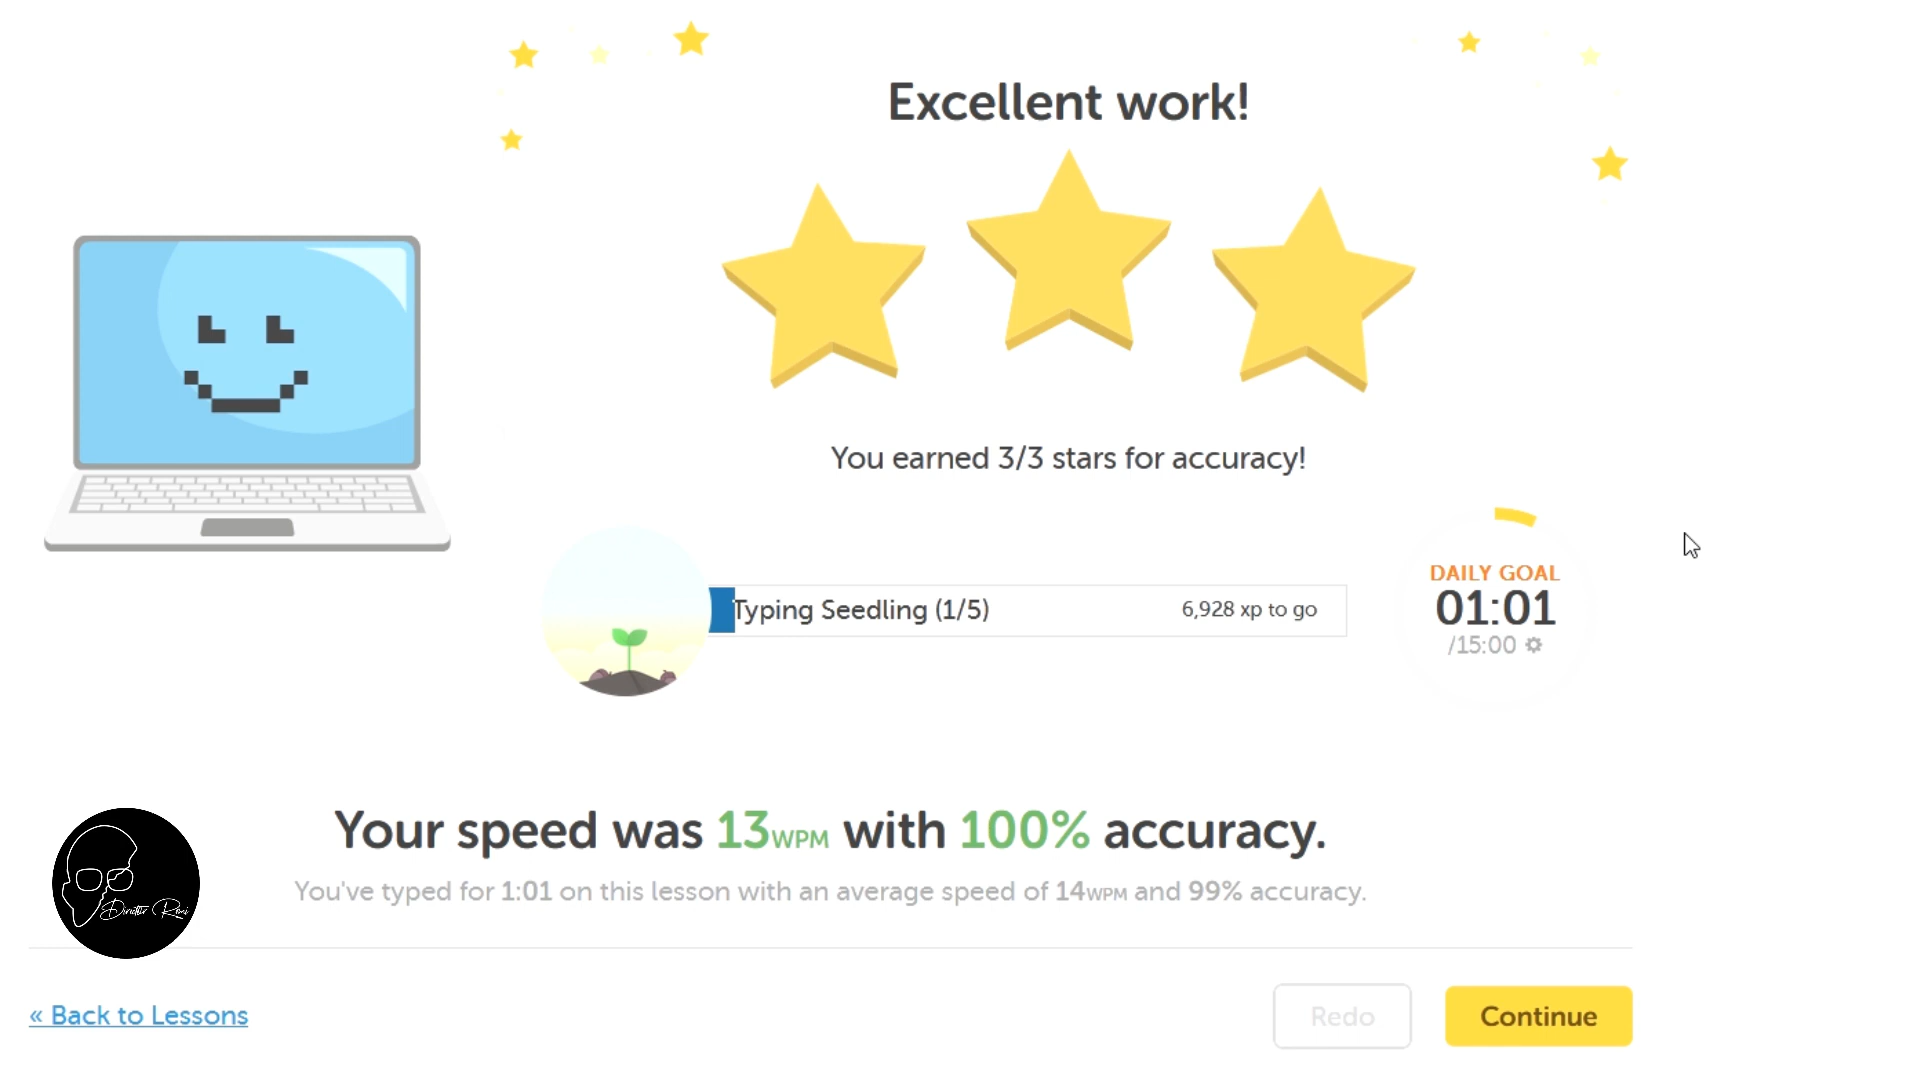 Excellent work!
You earned 3/3 stars for accuracy!
Typing Seedling (1/5)
6,928 xp to go
DAILY GOAL
01:01
/15:00
Your speed was 13WPM with 100% accuracy.
You've typed for 1:01 on this lesson with an average speed of 14WPM and 99% accuracy.
Director Roni
« Back to Lessons
Redo
Continue